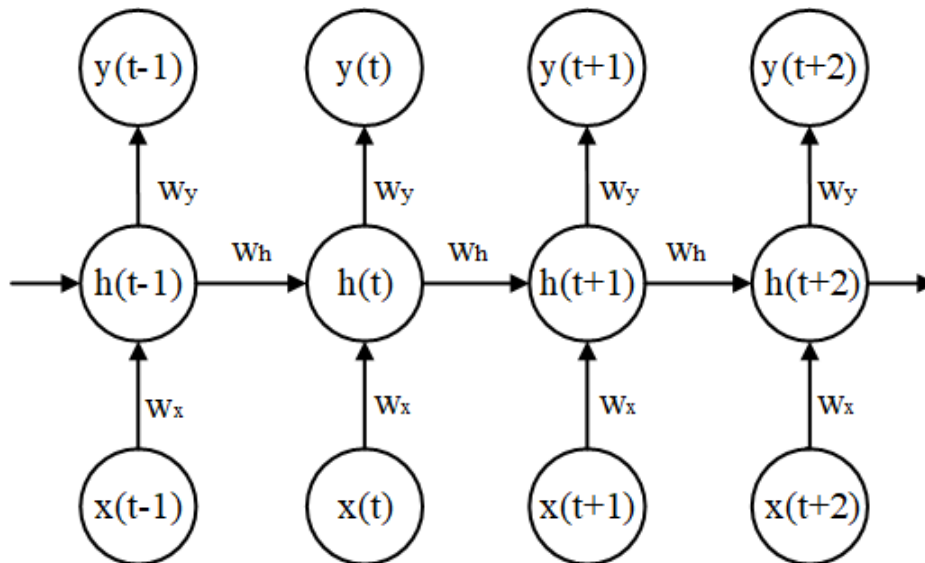 y(t-1) y(t) y(t+1) y(t+2)
wy wy wy wy
wh wh wh
h(t-1) h(t) h(t+1) h(t+2)
wx wx wx wx
x(t-1) x(t) x(t+1) x(t+2)